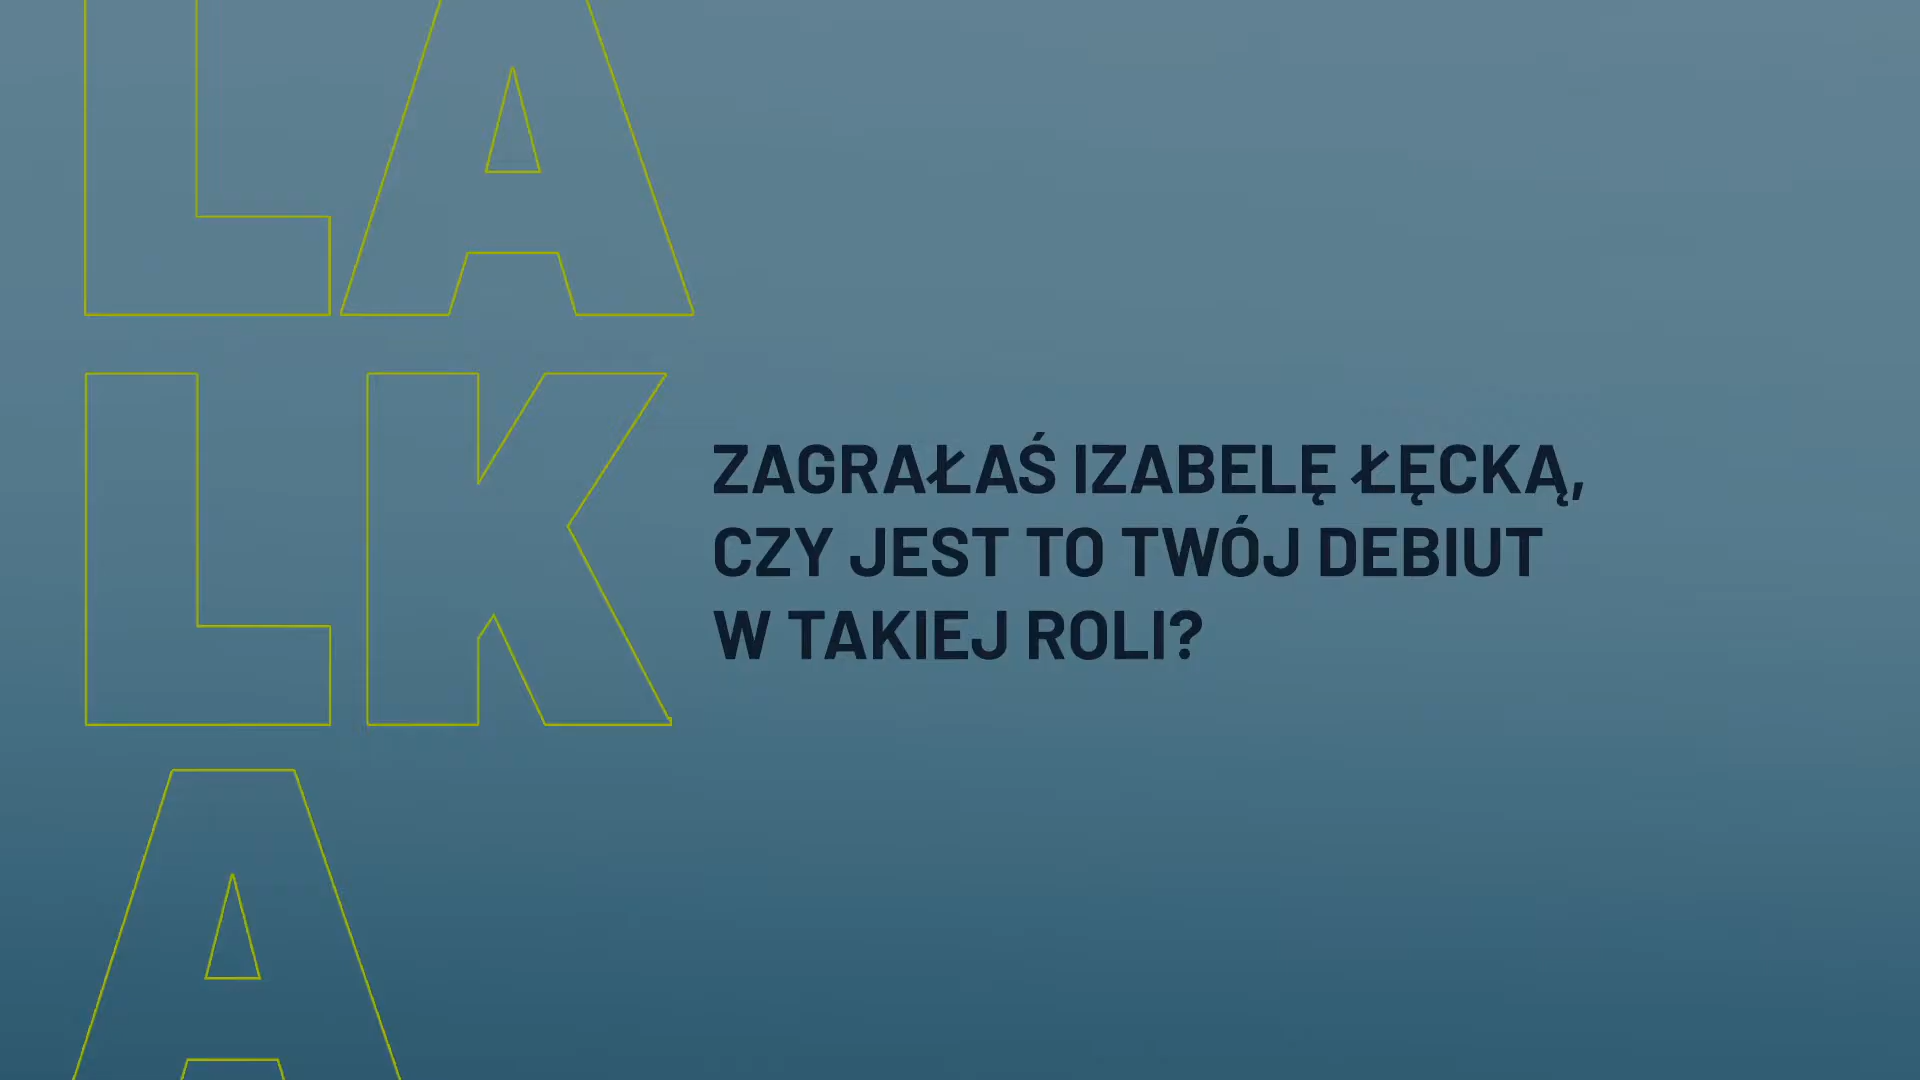 LA
LK
A
ZAGRAŁAŚ IZABELĘ ŁĘCKĄ,
CZY JEST TO TWÓJ DEBIUT
W TAKIEJ ROLI?